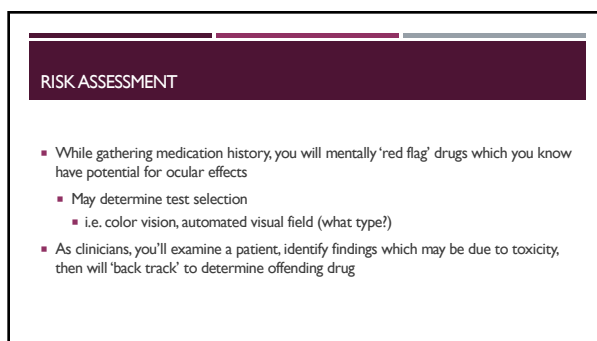 RISK ASSESSMENT
▪ While gathering medication history, you will mentally 'red flag' drugs which you know
have potential for ocular effects
▪ May determine test selection
▪ i.e. color vision, automated visual field (what type?)
▪ As clinicians, you'll examine a patient, identify findings which may be due to toxicity,
then will 'back track' to determine offending drug